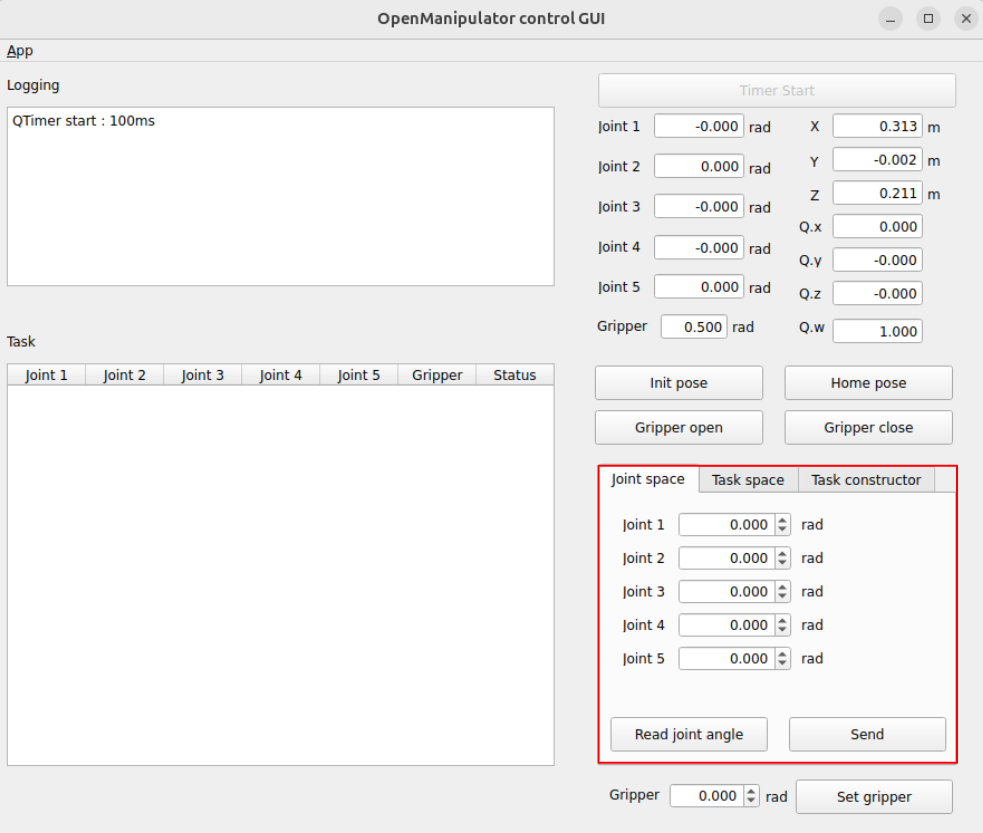 OpenManipulator control GUI
App
Logging
QTimer start : 100ms
Timer Start
Joint 1 -0.000 rad X 0.313 m
Joint 2 0.000 rad Y -0.002 m
Joint 3 -0.000 rad Z 0.211 m
Joint 4 -0.000 rad Q.x 0.000
Joint 5 0.000 rad Q.y -0.000
Gripper 0.500 rad Q.z -0.000
Q.w 1.000
Task
Joint 1 Joint 2 Joint 3 Joint 4 Joint 5 Gripper Status
Init pose Home pose
Gripper open Gripper close
Joint space Task space Task constructor
Joint 1 0.000 rad
Joint 2 0.000 rad
Joint 3 0.000 rad
Joint 4 0.000 rad
Joint 5 0.000 rad
Read joint angle Send
Gripper 0.000 rad Set gripper